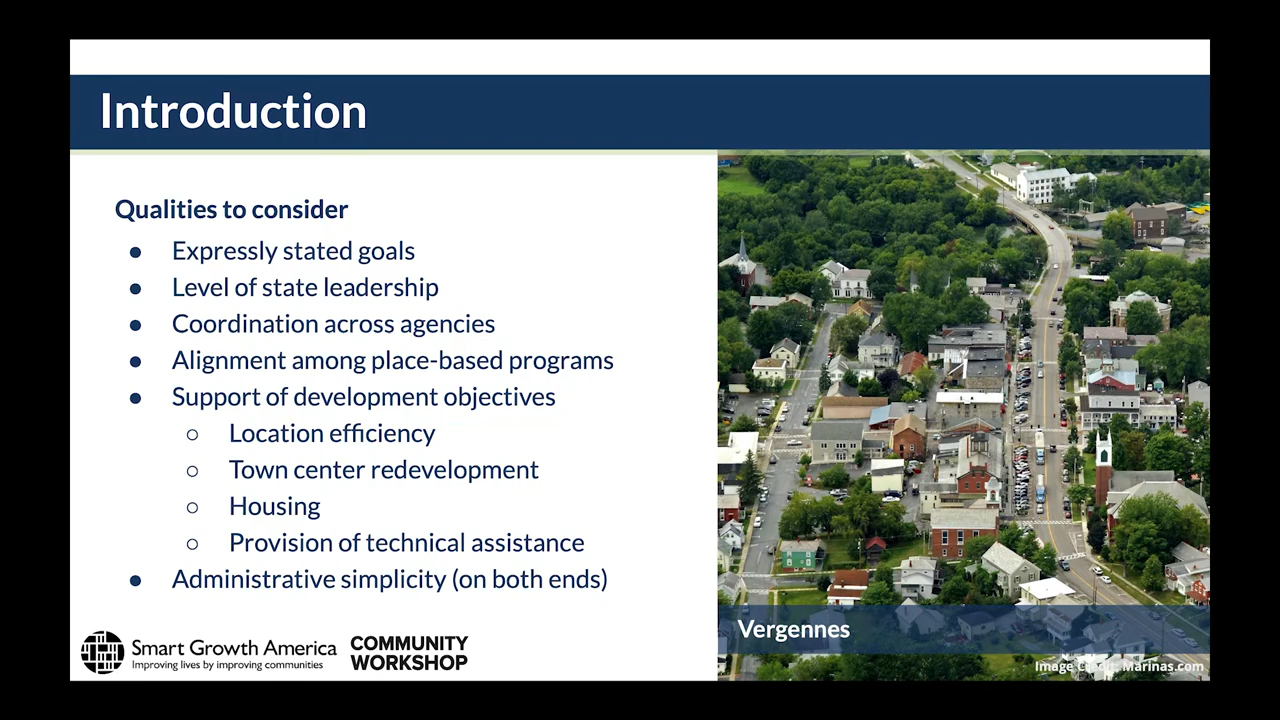 Introduction
Qualities to consider
● Expressly stated goals
● Level of state leadership
● Coordination across agencies
● Alignment among place-based programs
● Support of development objectives
○ Location efficiency
○ Town center redevelopment
○ Housing
○ Provision of technical assistance
● Administrative simplicity (on both ends)
Smart Growth America
Improving lives by improving communities
COMMUNITY
WORKSHOP
Vergennes
Image Credit: Marinas.com